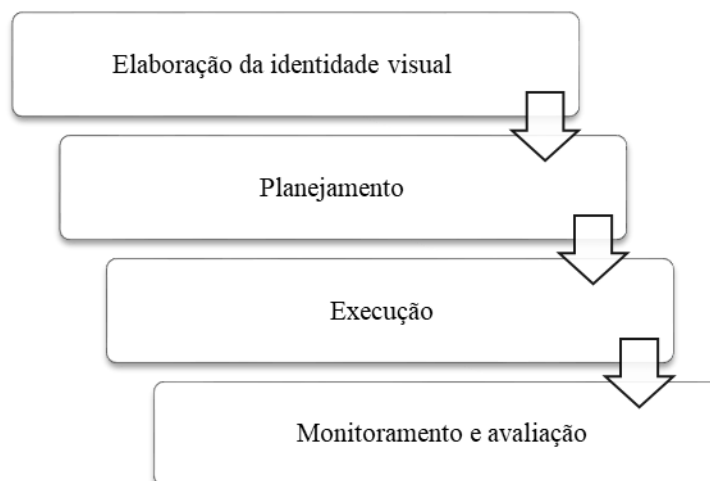 Elaboração da identidade visual
Planejamento
Execução
Monitoramento e avaliação